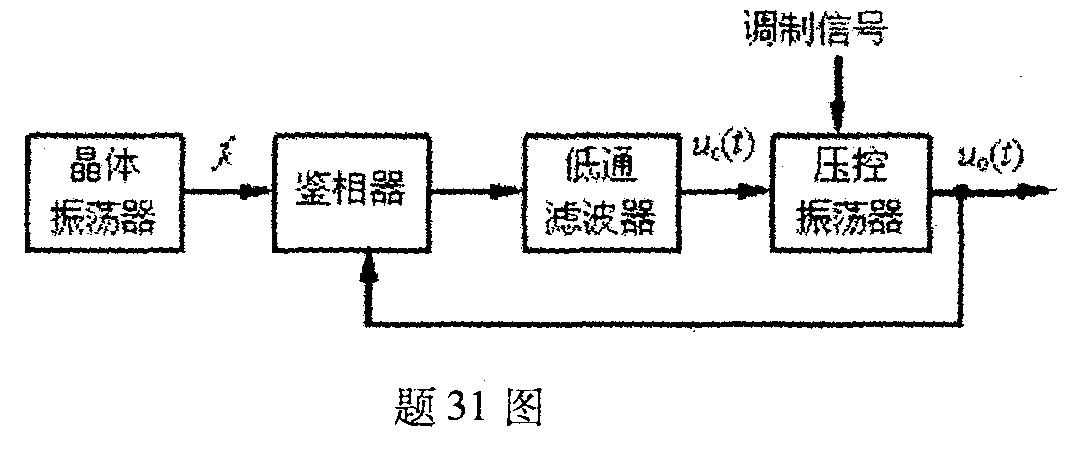 调制信号
晶体
振荡器
鉴相器
低通
滤波器
u_c(t)
压控
振荡器
u_o(t)
题 31 图